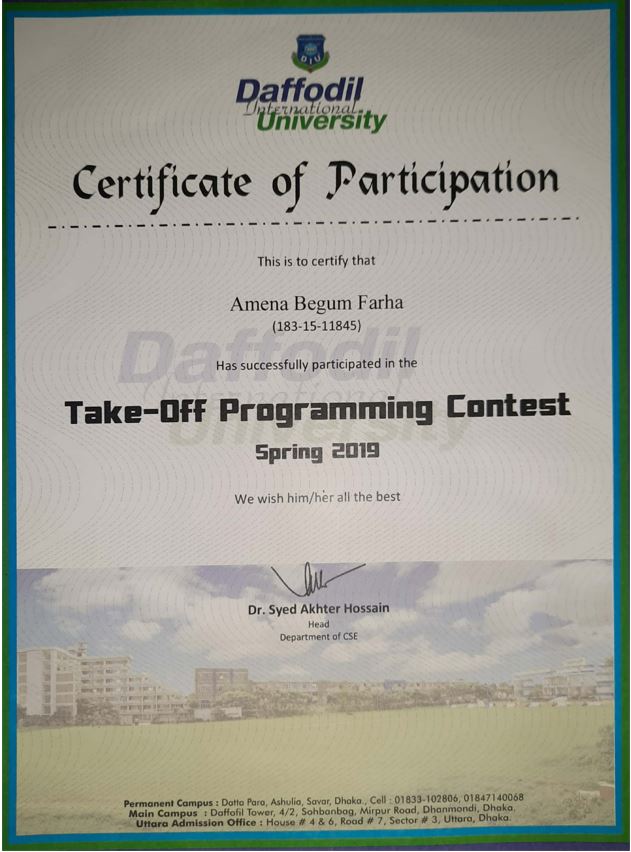 DIU
Daffodil
International
University
Certificate of Participation
This is to certify that
Amena Begum Farha
(183-15-11845)
Has successfully participated in the
Take-Off Programming Contest
Spring 2019
We wish him/her all the best
Dr. Syed Akhter Hossain
Head
Department of CSE
Permanent Campus : Datta Para, Ashulia, Savar, Dhaka., Cell : 01833-102806, 01847140068
Main Campus : Daffofil Tower, 4/2, Sohbanbag, Mirpur Road, Dhanmondi, Dhaka.
Uttara Admission Office : House # 4 & 6, Road # 7, Sector # 3, Uttara, Dhaka.